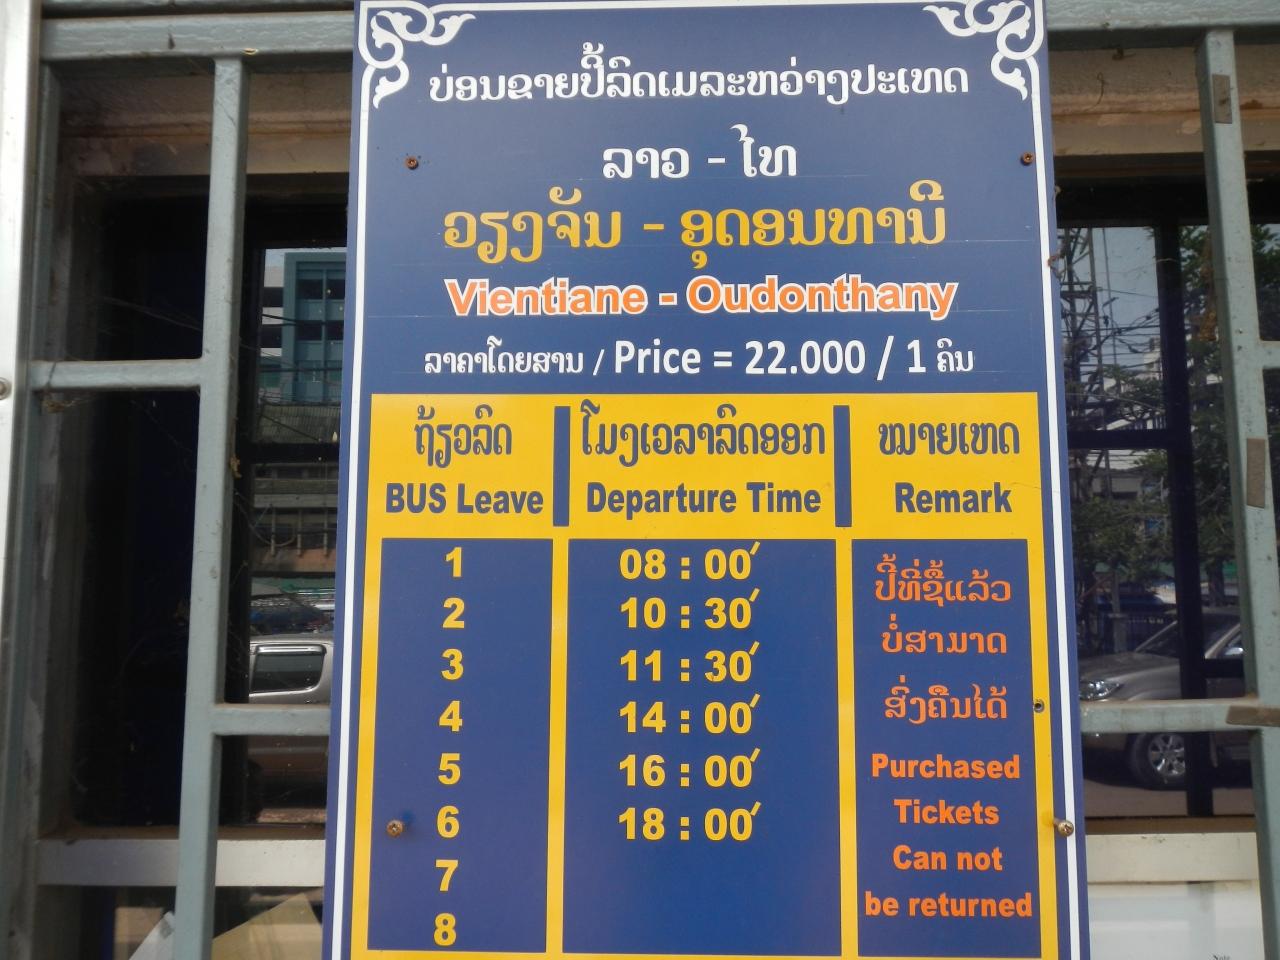 ບ່ອນຂາຍປີ້ລົດເມລະຫວ່າງປະເທດ
ລາວ - ໄທ
ວຽງຈັນ - ອຸດອນທານີ
Vientiane - Oudonthany
ລາຄາໂດຍສານ / Price = 22.000 / 1 ຄົນ
ຖ້ຽວລົດ ໂມງເວລາລົດອອກ ໝາຍເຫດ
BUS Leave Departure Time Remark
1 08 : 00′
2 10 : 30′
3 11 : 30′
4 14 : 00′
5 16 : 00′
6 18 : 00′
7
8
ປີ້ທີ່ຊື້ແລ້ວ
ບໍ່ສາມາດ
ສົ່ງຄືນໄດ້
Purchased
Tickets
Can not
be returned